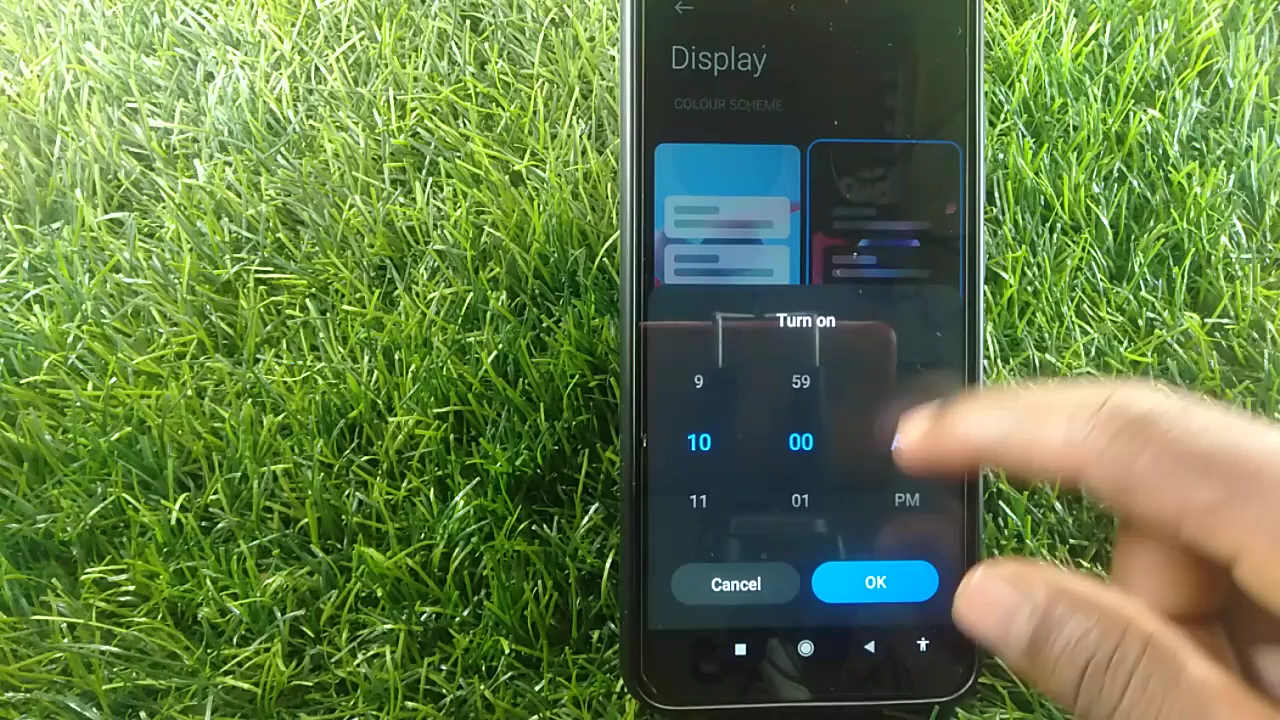 Display
COLOUR SCHEME
Turn on
9 59
10 00
11 01 PM
Cancel OK